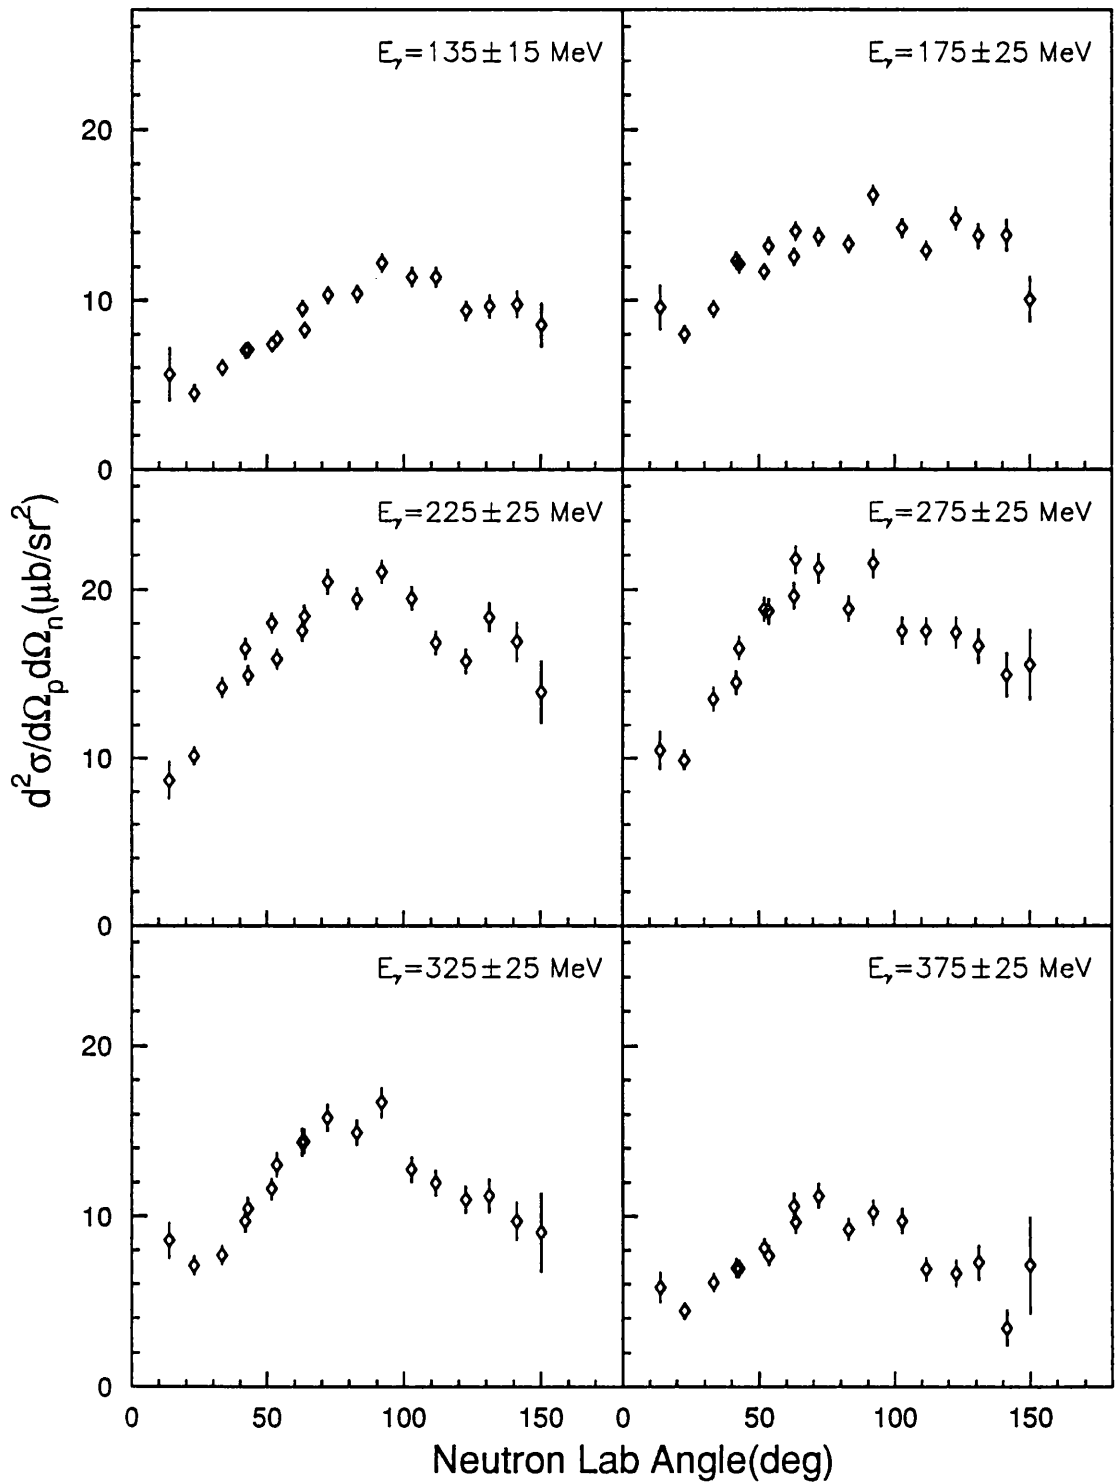 E_γ=135±15 MeV
E_γ=175±25 MeV
20
10
0
E_γ=225±25 MeV
E_γ=275±25 MeV
20
10
0
E_γ=325±25 MeV
E_γ=375±25 MeV
20
10
0
0 50 100 150 0 50 100 150
d²σ/dΩ_p dΩ_n(μb/sr²)
Neutron Lab Angle(deg)